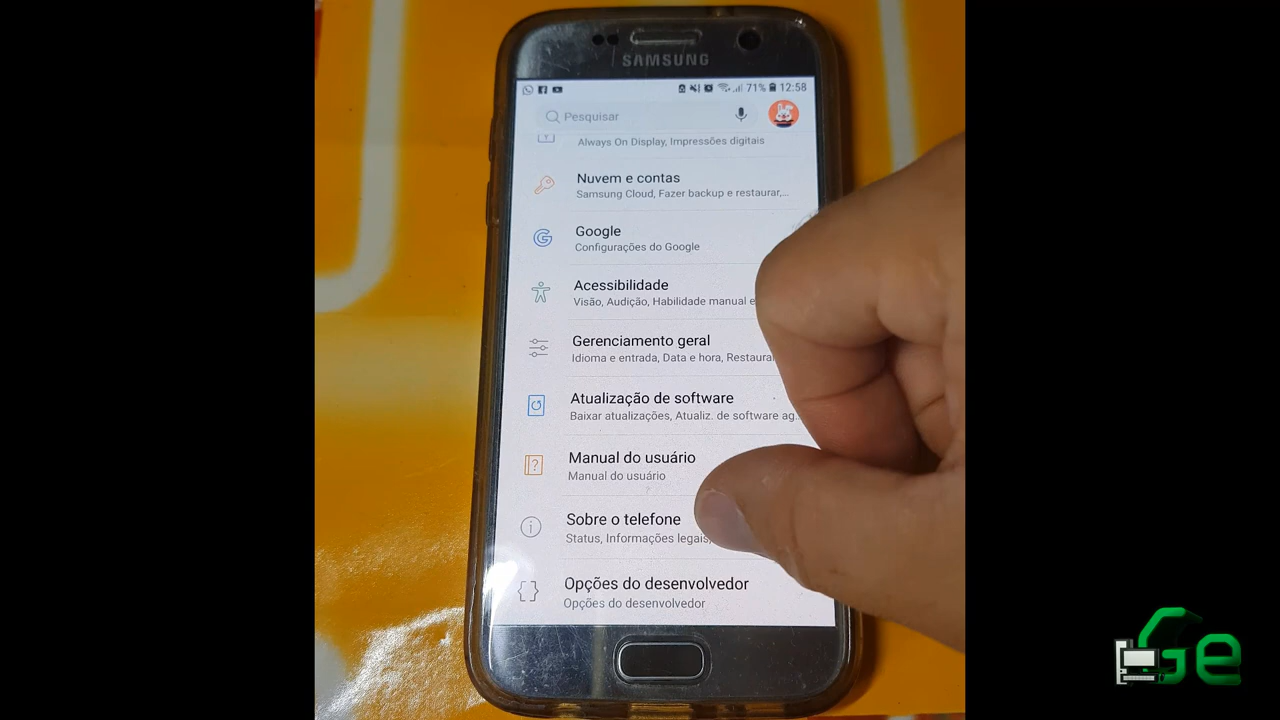 SAMSUNG
71% 12:58
Pesquisar
Always On Display, Impressões digitais
Nuvem e contas
Samsung Cloud, Fazer backup e restaurar,...
Google
Configurações do Google
Acessibilidade
Visão, Audição, Habilidade manual e
Gerenciamento geral
Idioma e entrada, Data e hora, Restaurar
Atualização de software
Baixar atualizações, Atualiz. de software ag...
Manual do usuário
Manual do usuário
Sobre o telefone
Status, Informações legais,
Opções do desenvolvedor
Opções do desenvolvedor
Ge